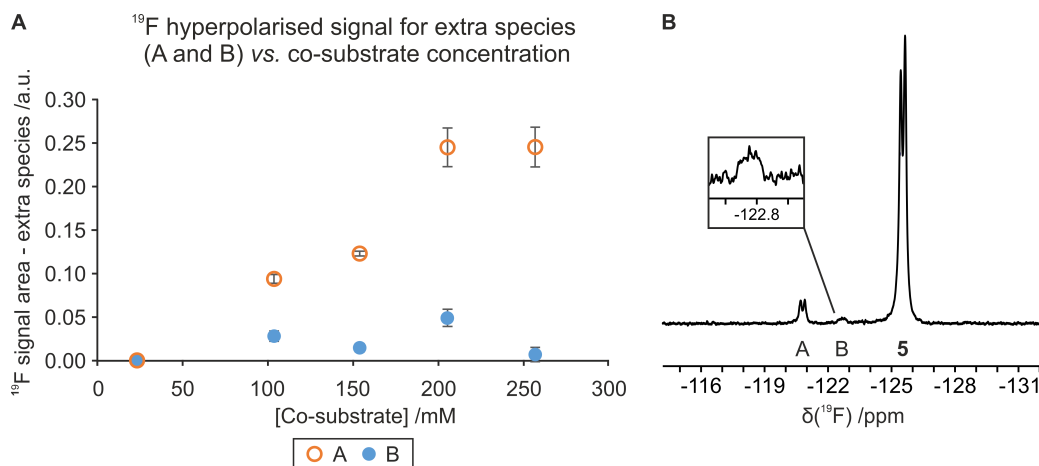 A
¹⁹F hyperpolarised signal for extra species
(A and B) vs. co-substrate concentration
¹⁹F signal area - extra species /a.u.
0.30
0.25
0.20
0.15
0.10
0.05
0.00
0 50 100 150 200 250 300
[Co-substrate] /mM
A B
B
-122.8
A B 5
-116 -119 -122 -125 -128 -131
δ(¹⁹F) /ppm